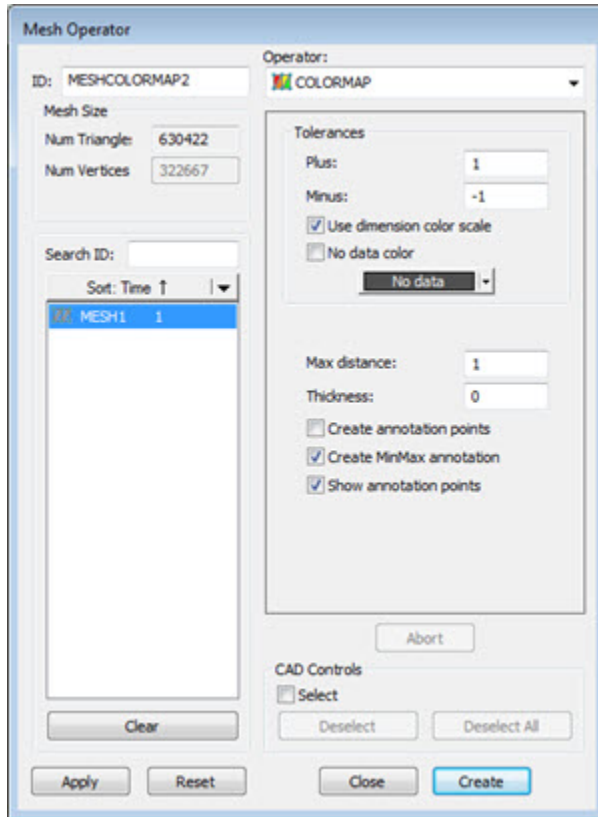 Mesh Operator
ID: MESHCOLORMAP2
Operator:
COLORMAP
Mesh Size
Num Triangle: 630422
Num Vertices 322667
Search ID:
Sort: Time ↑
MESH1 1
Clear
Tolerances
Plus: 1
Minus: -1
Use dimension color scale
No data color
No data
Max distance: 1
Thickness: 0
Create annotation points
Create MinMax annotation
Show annotation points
Abort
CAD Controls
Select
Deselect Deselect All
Apply Reset Close Create